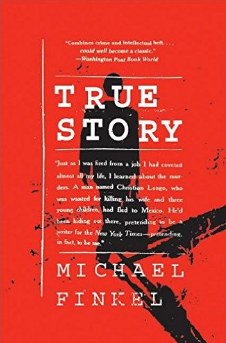 "Combines crime and intellectual heft. . . .
could well become a classic."
—Washington Post Book World
TRUE
STORY
"Just as I was fired from a job I had coveted
almost all my life, I learned about the mur-
ders. A man named Christian Longo, who
was wanted for killing his wife and three
young children, had fled to Mexico. He'd
been hiding out there, pretending to be a
writer for the New York Times—pretending,
in fact, to be me."
MICHAEL
FINKEL